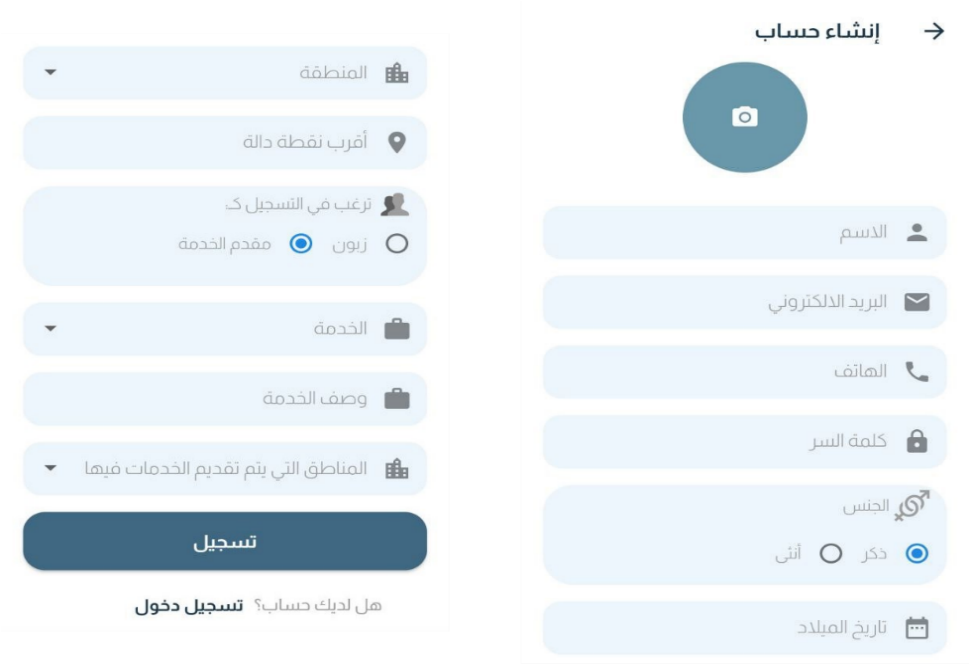 إنشاء حساب
الاسم
البريد الالكتروني
الهاتف
كلمة السر
الجنس
ذكر أنثى
تاريخ الميلاد
المنطقة
أقرب نقطة دالة
ترغب في التسجيل كـ:
زبون مقدم الخدمة
الخدمة
وصف الخدمة
المناطق التي يتم تقديم الخدمات فيها
تسجيل
هل لديك حساب؟ تسجيل دخول